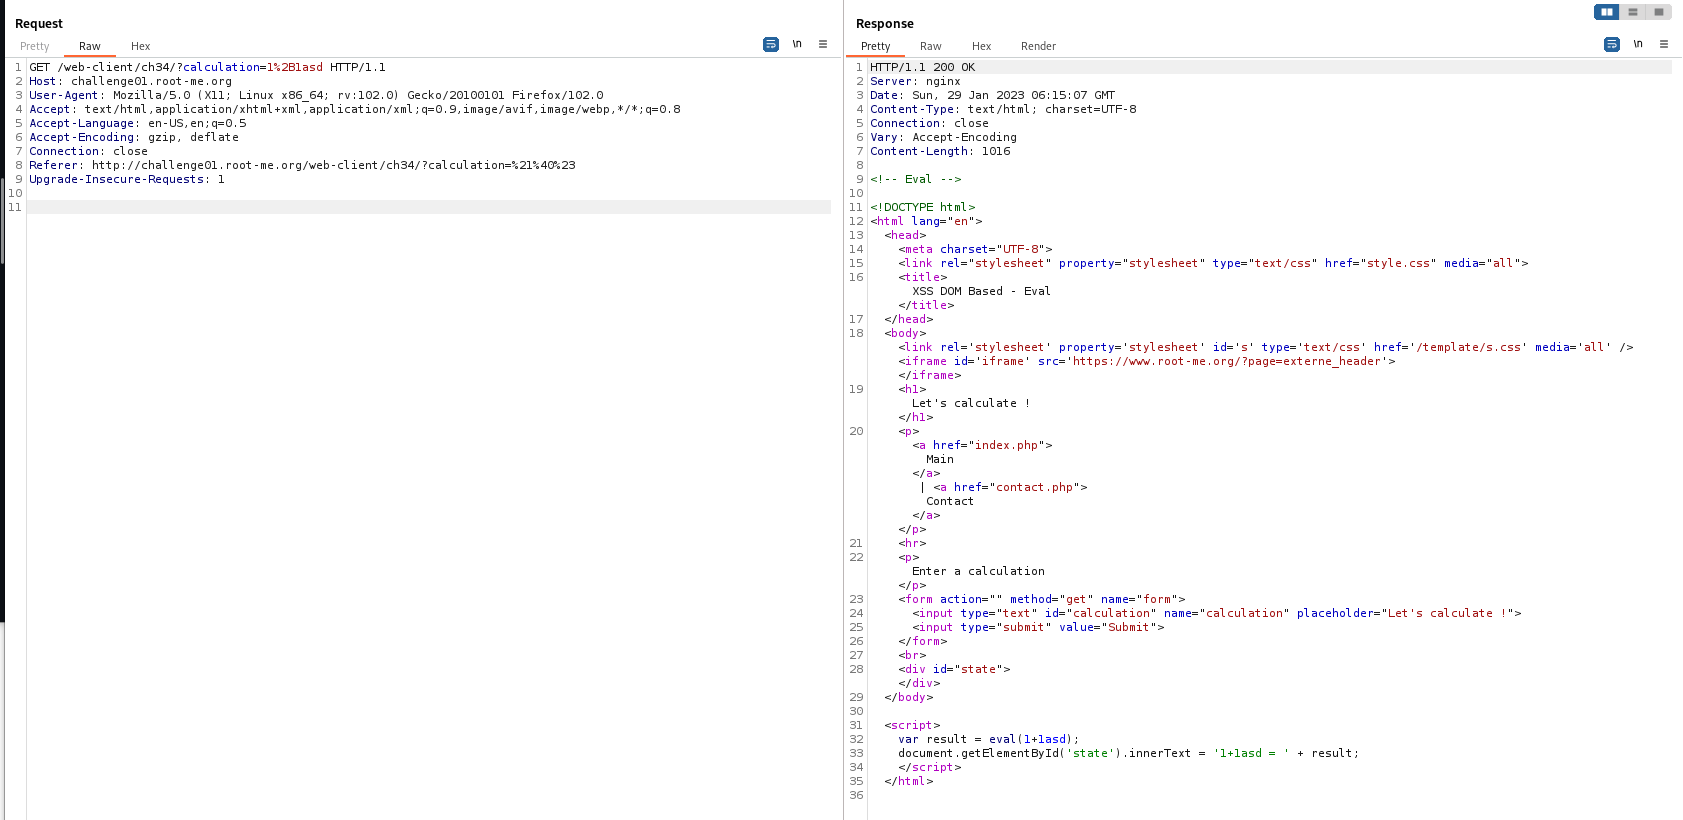 Request
Pretty Raw Hex
\n
1 GET /web-client/ch34/?calculation=1%2B1asd HTTP/1.1
2 Host: challenge01.root-me.org
3 User-Agent: Mozilla/5.0 (X11; Linux x86_64; rv:102.0) Gecko/20100101 Firefox/102.0
4 Accept: text/html,application/xhtml+xml,application/xml;q=0.9,image/avif,image/webp,*/*;q=0.8
5 Accept-Language: en-US,en;q=0.5
6 Accept-Encoding: gzip, deflate
7 Connection: close
8 Referer: http://challenge01.root-me.org/web-client/ch34/?calculation=%21%40%23
9 Upgrade-Insecure-Requests: 1
10
11
Response
Pretty Raw Hex Render
\n
1 HTTP/1.1 200 OK
2 Server: nginx
3 Date: Sun, 29 Jan 2023 06:15:07 GMT
4 Content-Type: text/html; charset=UTF-8
5 Connection: close
6 Vary: Accept-Encoding
7 Content-Length: 1016
8
9 <!-- Eval -->
10
11 <!DOCTYPE html>
12 <html lang="en">
13 <head>
14 <meta charset="UTF-8">
15 <link rel="stylesheet" property="stylesheet" type="text/css" href="style.css" media="all">
16 <title>
XSS DOM Based - Eval
</title>
17 </head>
18 <body>
<link rel='stylesheet' property='stylesheet' id='s' type='text/css' href='/template/s.css' media='all' />
<iframe id='iframe' src='https://www.root-me.org/?page=externe_header'>
</iframe>
19 <h1>
Let's calculate !
</h1>
20 <p>
<a href="index.php">
Main
</a>
| <a href="contact.php">
Contact
</a>
</p>
21 <hr>
22 <p>
Enter a calculation
</p>
23 <form action="" method="get" name="form">
24 <input type="text" id="calculation" name="calculation" placeholder="Let's calculate !">
25 <input type="submit" value="Submit">
26 </form>
27 <br>
28 <div id="state">
</div>
29 </body>
30
31 <script>
32 var result = eval(1+1asd);
33 document.getElementById('state').innerText = '1+1asd = ' + result;
34 </script>
35 </html>
36